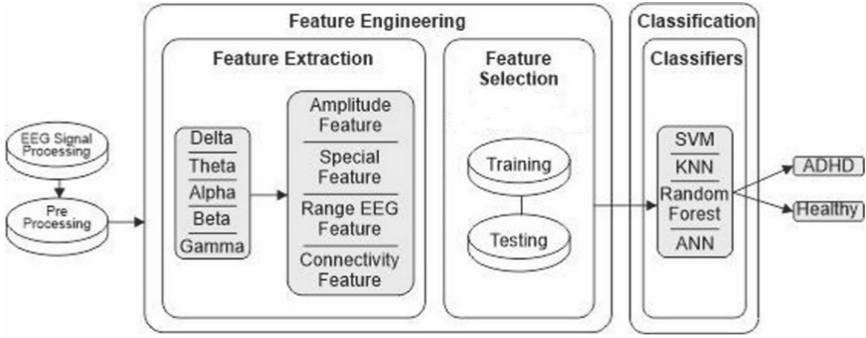 Feature Engineering
Classification
Feature Extraction
Feature
Selection
Classifiers
EEG Signal
Processing
Pre
Processing
Delta
Theta
Alpha
Beta
Gamma
Amplitude
Feature
Special
Feature
Range EEG
Feature
Connectivity
Feature
Training
Testing
SVM
KNN
Random
Forest
ANN
ADHD
Healthy